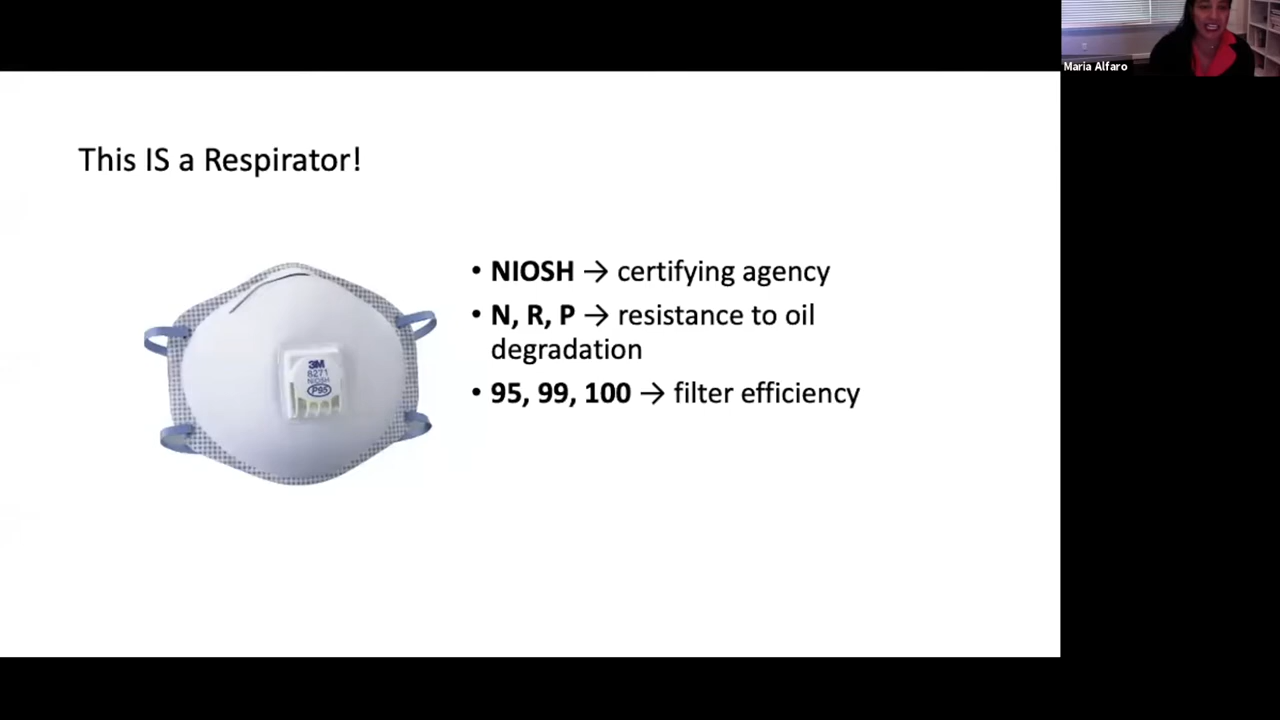 Maria Alfaro
This IS a Respirator!
• NIOSH → certifying agency
• N, R, P → resistance to oil
degradation
• 95, 99, 100 → filter efficiency
3M
8271
NIOSH
P95